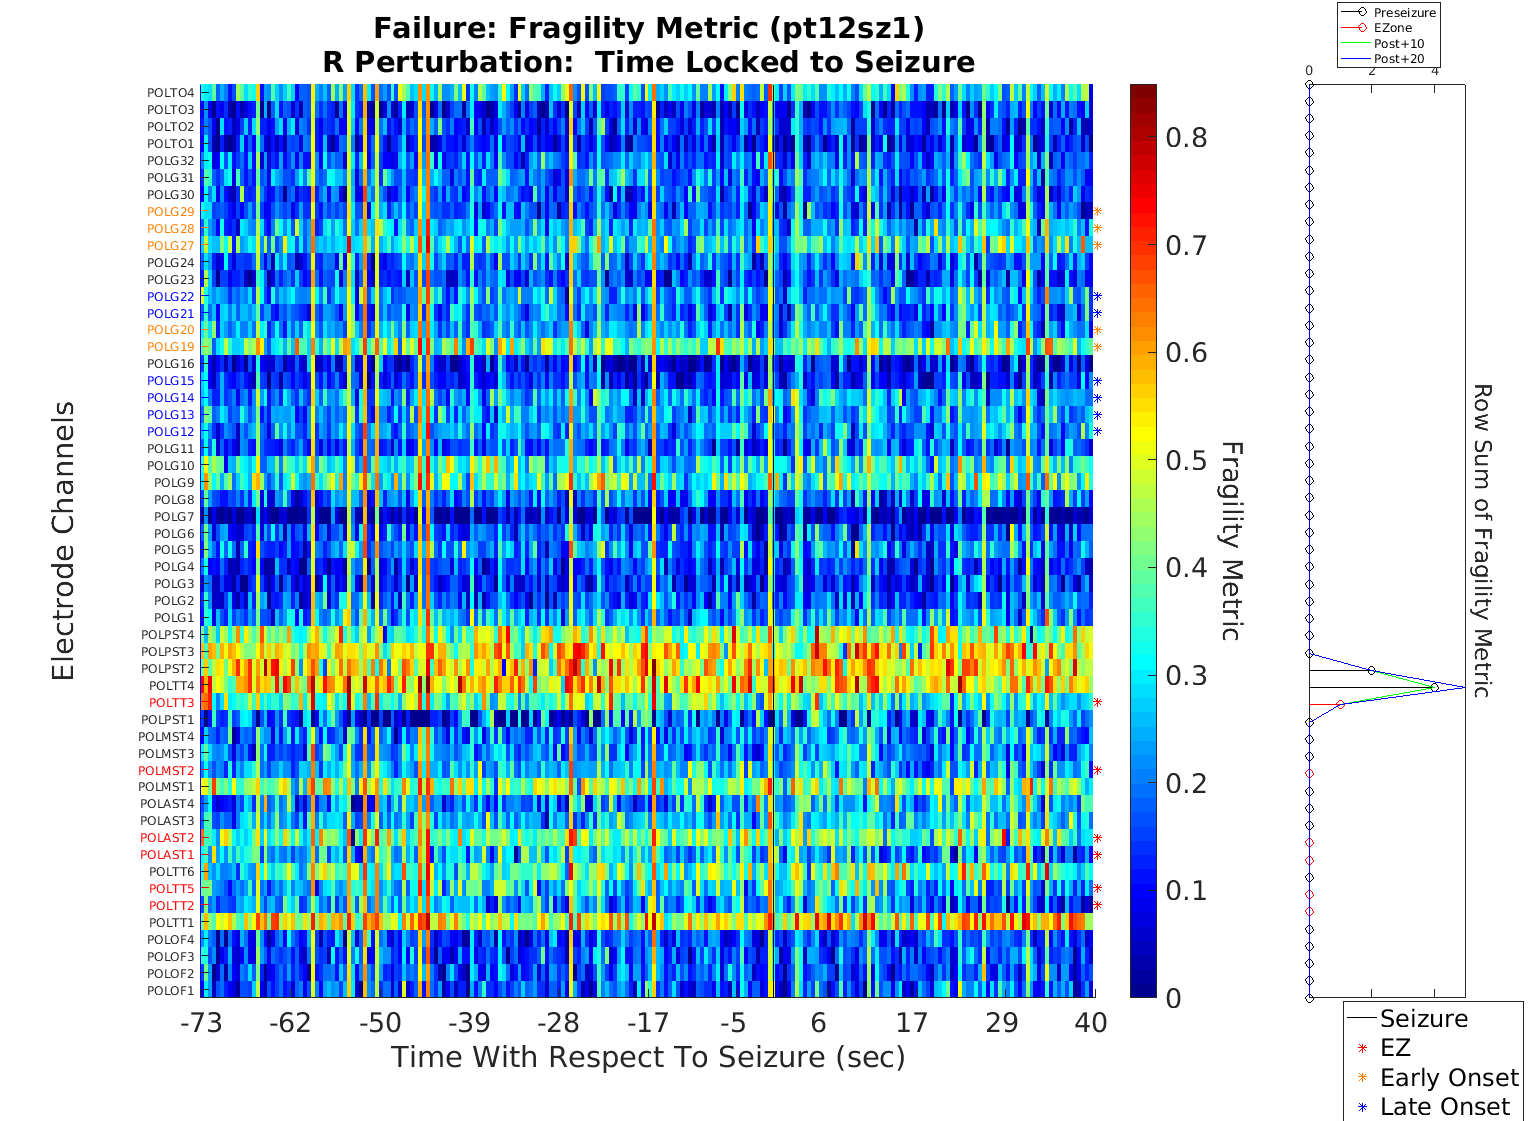 Failure: Fragility Metric (pt12sz1)
R Perturbation:  Time Locked to Seizure
Electrode Channels
POLTO4
POLTO3
POLTO2
POLTO1
POLG32
POLG31
POLG30
POLG29
POLG28
POLG27
POLG24
POLG23
POLG22
POLG21
POLG20
POLG19
POLG16
POLG15
POLG14
POLG13
POLG12
POLG11
POLG10
POLG9
POLG8
POLG7
POLG6
POLG5
POLG4
POLG3
POLG2
POLG1
POLPST4
POLPST3
POLPST2
POLTT4
POLTT3
POLPST1
POLMST4
POLMST3
POLMST2
POLMST1
POLAST4
POLAST3
POLAST2
POLAST1
POLTT6
POLTT5
POLTT2
POLTT1
POLOF4
POLOF3
POLOF2
POLOF1
-73 -62 -50 -39 -28 -17 -5 6 17 29 40
Time With Respect To Seizure (sec)
0.8
0.7
0.6
0.5
0.4
0.3
0.2
0.1
0
Fragility Metric
Preseizure
EZone
Post+10
Post+20
0 2 4
Row Sum of Fragility Metric
Seizure
EZ
Early Onset
Late Onset